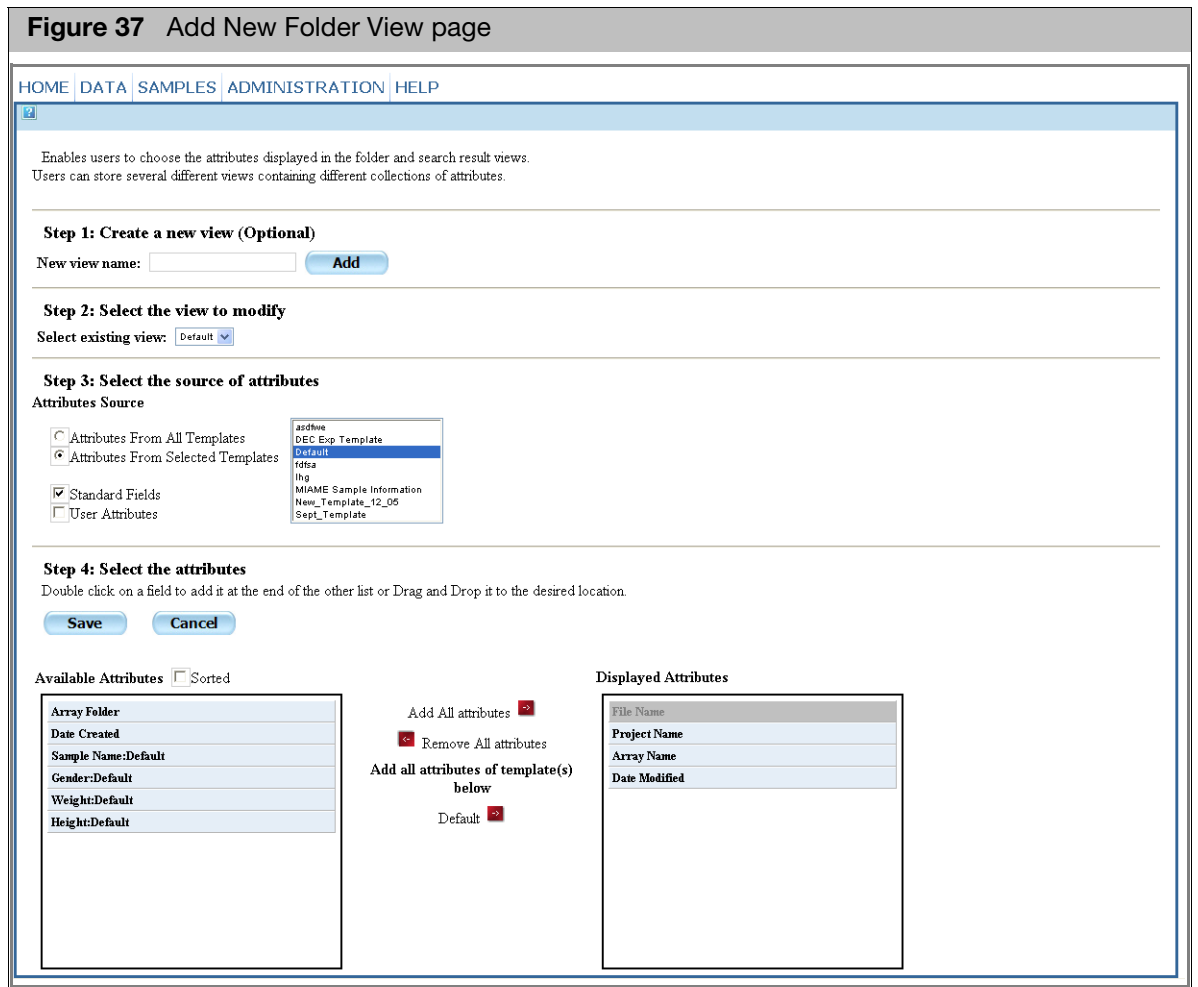 Figure 37 Add New Folder View page
HOME DATA SAMPLES ADMINISTRATION HELP
?
Enables users to choose the attributes displayed in the folder and search result views.
Users can store several different views containing different collections of attributes.
Step 1: Create a new view (Optional)
New view name: Add
Step 2: Select the view to modify
Select existing view: Default
Step 3: Select the source of attributes
Attributes Source
Attributes From All Templates
Attributes From Selected Templates
Standard Fields
User Attributes
asdfwe
DEC Exp Template
Default
fdfsa
lhg
MIAME Sample Information
New_Template_12_05
Sept_Template
Step 4: Select the attributes
Double click on a field to add it at the end of the other list or Drag and Drop it to the desired location.
Save Cancel
Available Attributes Sorted
Array Folder
Date Created
Sample Name:Default
Gender:Default
Weight:Default
Height:Default
Add All attributes
Remove All attributes
Add all attributes of template(s)
below
Default
Displayed Attributes
File Name
Project Name
Array Name
Date Modified